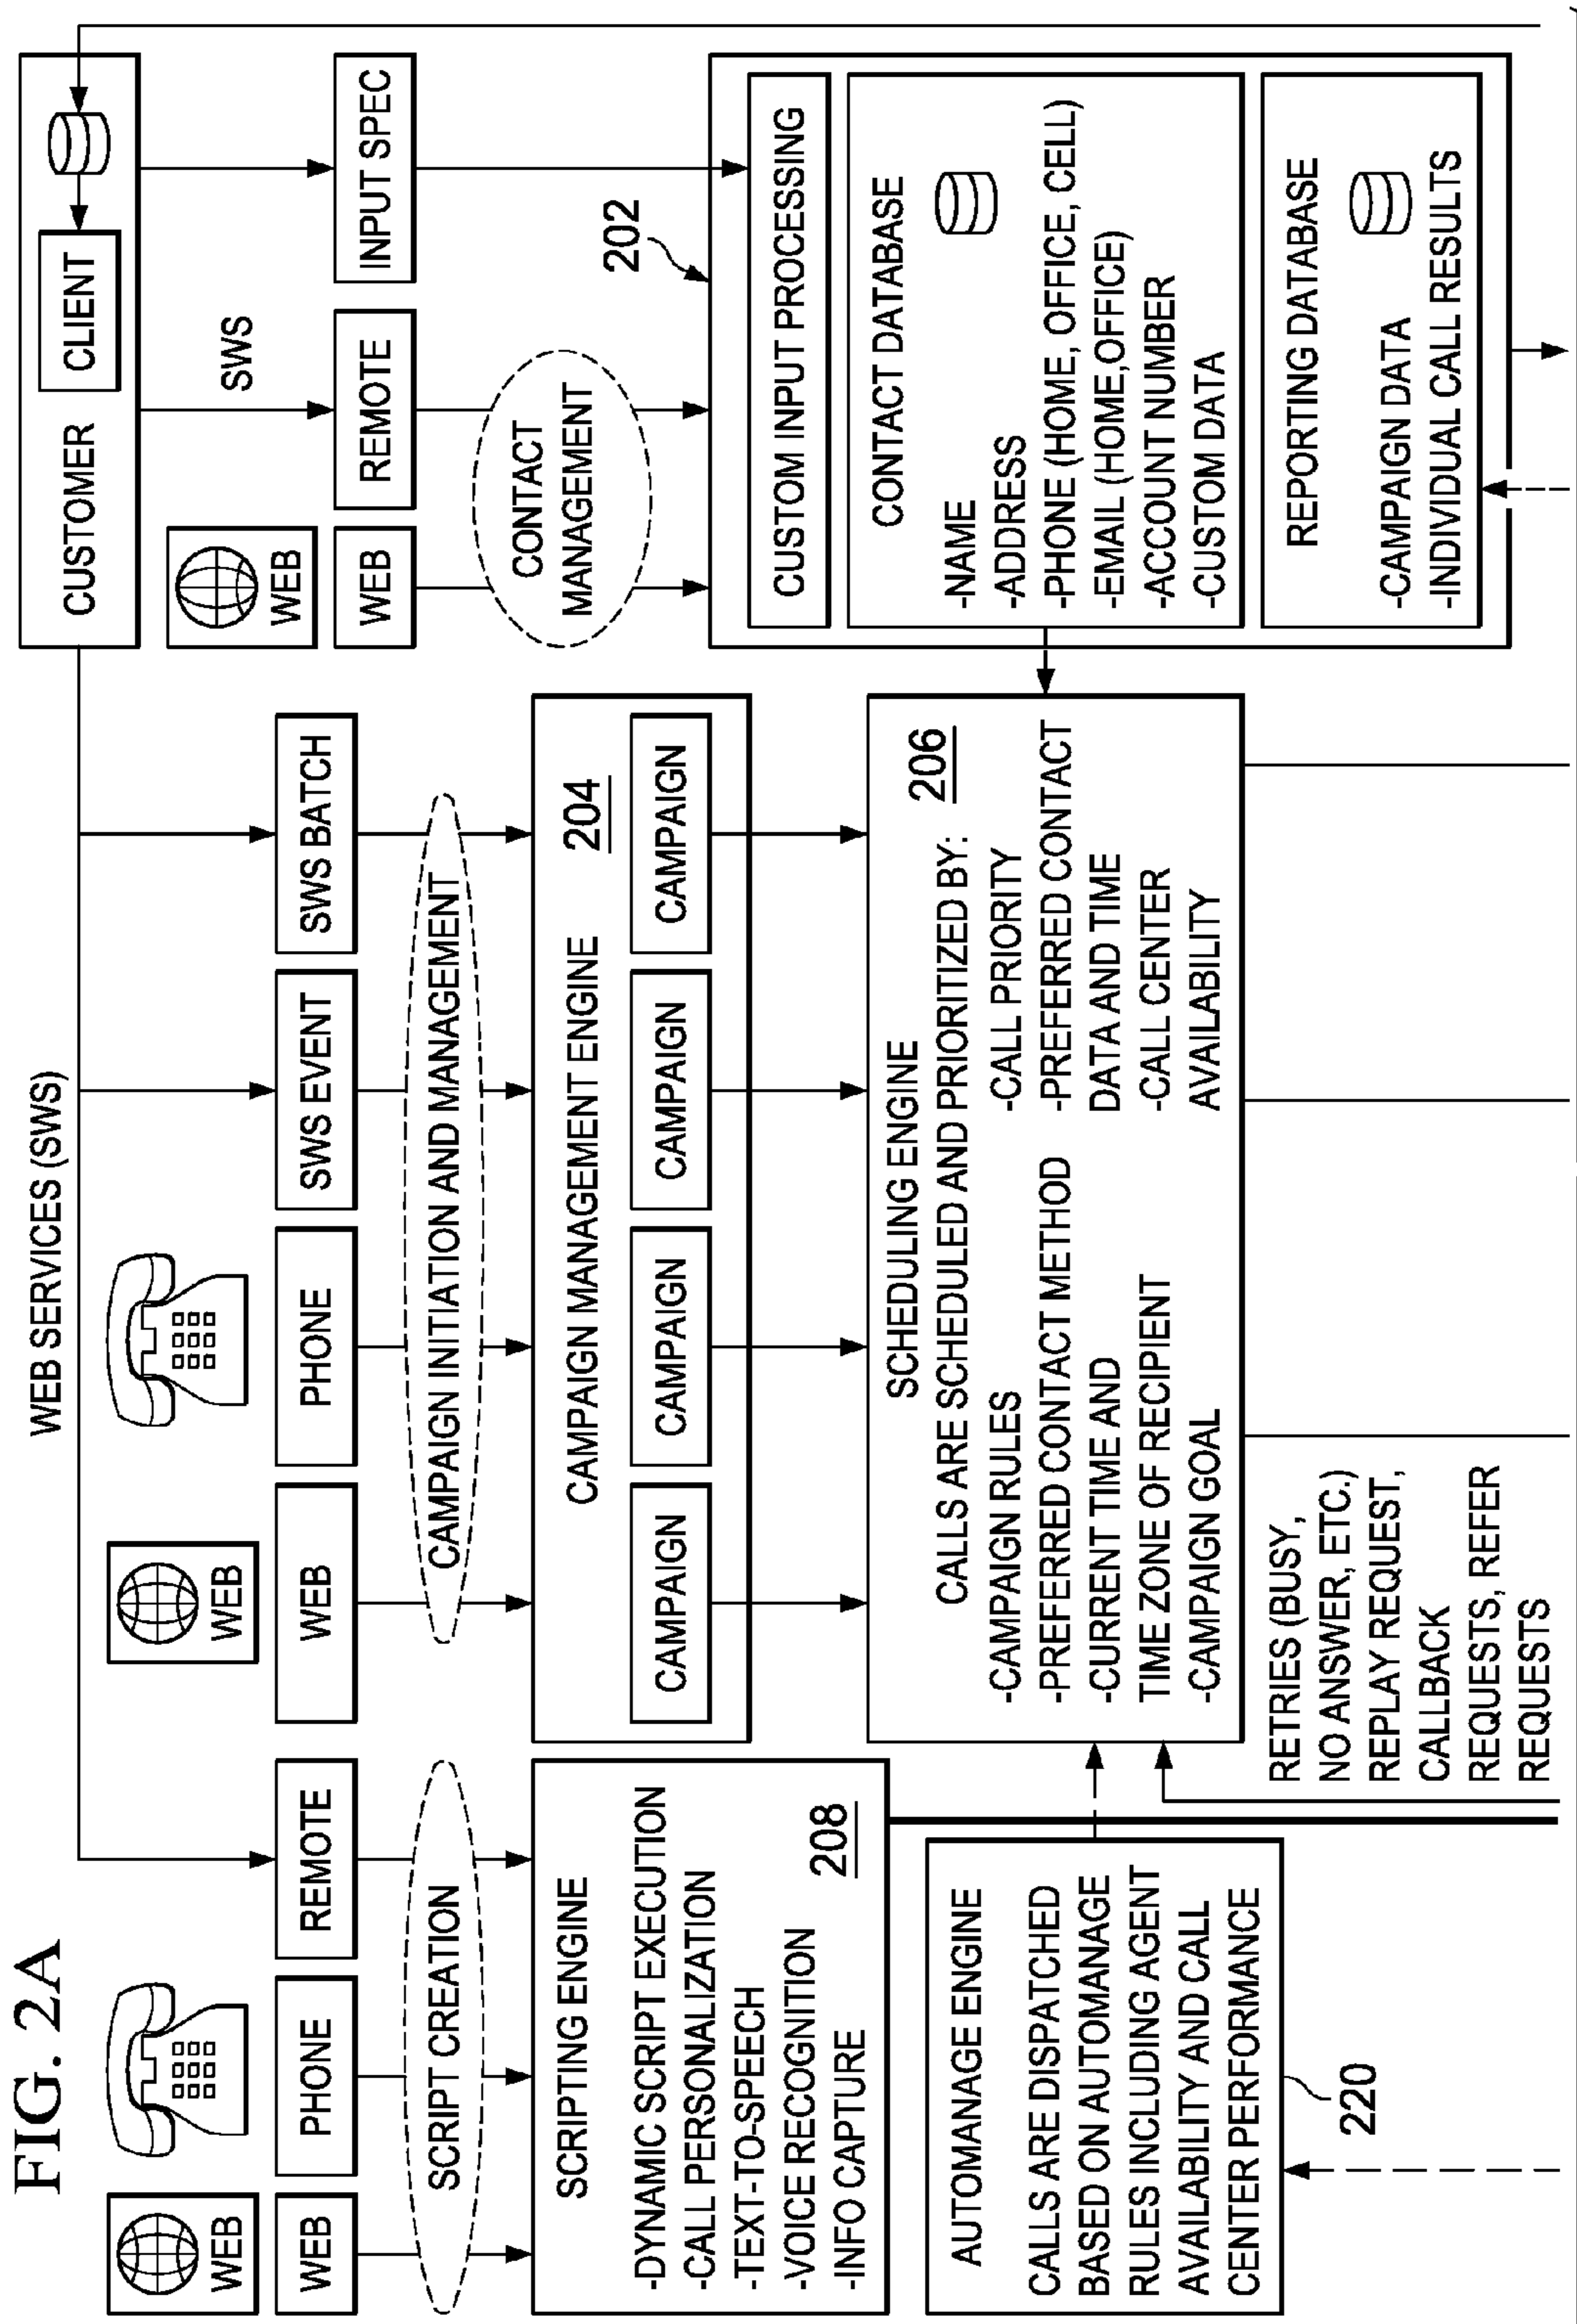 FIG. 2A
WEB SERVICES (SWS)
CUSTOMER
CLIENT
WEB
WEB
PHONE
REMOTE
SCRIPT CREATION
SCRIPTING ENGINE
-DYNAMIC SCRIPT EXECUTION
-CALL PERSONALIZATION
-TEXT-TO-SPEECH
-VOICE RECOGNITION
-INFO CAPTURE
208
WEB
WEB
PHONE
SWS EVENT
SWS BATCH
CAMPAIGN INITIATION AND MANAGEMENT
CAMPAIGN MANAGEMENT ENGINE
204
CAMPAIGN
CAMPAIGN
CAMPAIGN
CAMPAIGN
WEB
SWS
WEB
REMOTE
INPUT SPEC
CONTACT
MANAGEMENT
202
CUSTOM INPUT PROCESSING
CONTACT DATABASE
-NAME
-ADDRESS
-PHONE (HOME, OFFICE, CELL)
-EMAIL (HOME,OFFICE)
-ACCOUNT NUMBER
-CUSTOM DATA
REPORTING DATABASE
-CAMPAIGN DATA
-INDIVIDUAL CALL RESULTS
SCHEDULING ENGINE
206
CALLS ARE SCHEDULED AND PRIORITIZED BY:
-CAMPAIGN RULES
-PREFERRED CONTACT METHOD
-CURRENT TIME AND
TIME ZONE OF RECIPIENT
-CAMPAIGN GOAL
-CALL PRIORITY
-PREFERRED CONTACT
DATA AND TIME
-CALL CENTER
AVAILABILITY
AUTOMANAGE ENGINE
CALLS ARE DISPATCHED
BASED ON AUTOMANAGE
RULES INCLUDING AGENT
AVAILABILITY AND CALL
CENTER PERFORMANCE
220
RETRIES (BUSY,
NO ANSWER, ETC.)
REPLAY REQUEST,
CALLBACK
REQUESTS, REFER
REQUESTS